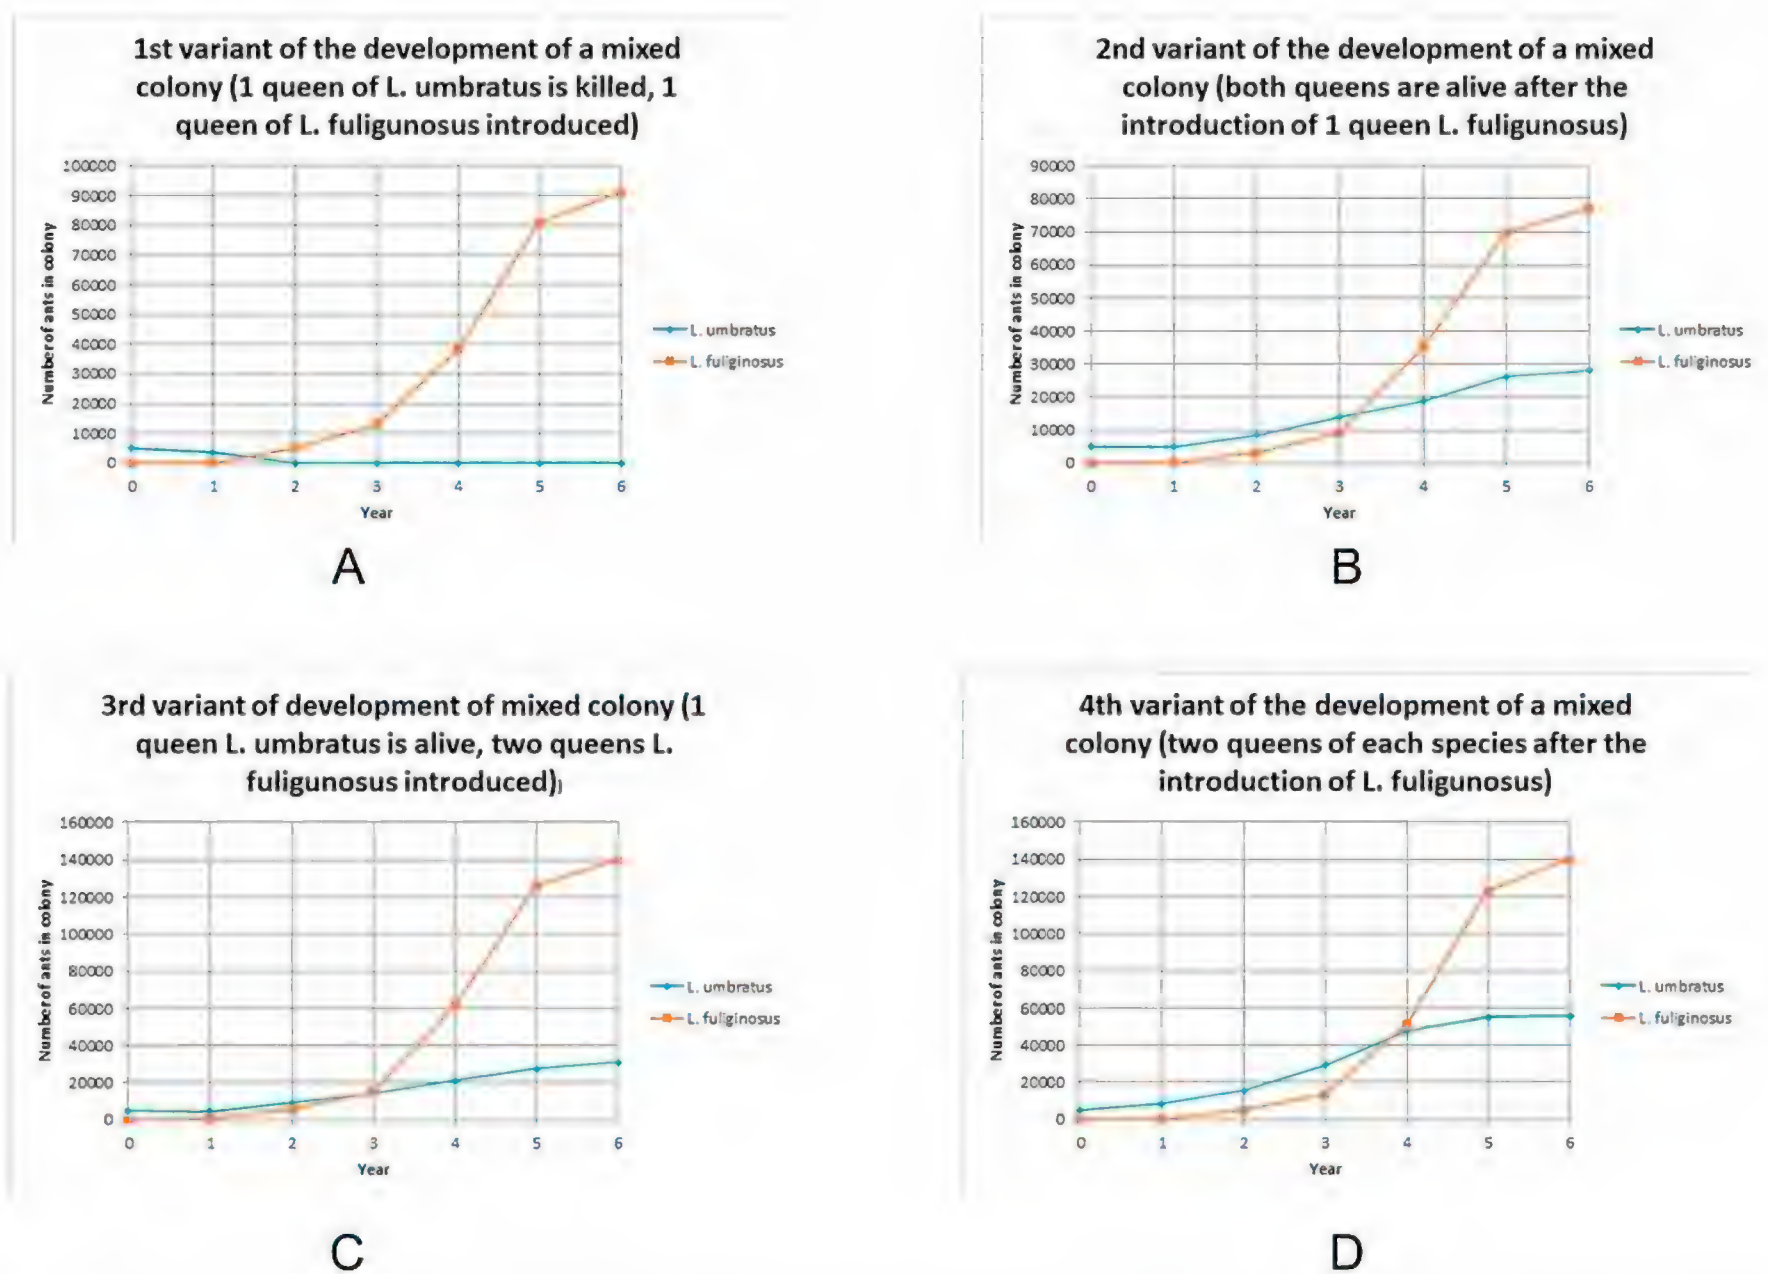 1st variant of the development of a mixed
colony (1 queen of L. umbratus is killed, 1
queen of L. fuligunosus introduced)
100000
90000
80000
70000
60000
50000
40000
30000
20000
10000
0
Number of ants in colony
0 1 2 3 4 5 6
Year
L. umbratus
L. fuliginosus
A
2nd variant of the development of a mixed
colony (both queens are alive after the
introduction of 1 queen L. fuligunosus)
90000
80000
70000
60000
50000
40000
30000
20000
10000
0
Number of ants in colony
0 1 2 3 4 5 6
Year
L. umbratus
L. fuliginosus
B
3rd variant of development of mixed colony (1
queen L. umbratus is alive, two queens L.
fuligunosus introduced))
160000
140000
120000
100000
80000
60000
40000
20000
0
Number of ants in colony
0 1 2 3 4 5 6
Year
L. umbratus
L. fuliginosus
C
4th variant of the development of a mixed
colony (two queens of each species after the
introduction of L. fuligunosus)
160000
140000
120000
100000
80000
60000
40000
20000
0
Number of ants in colony
0 1 2 3 4 5 6
Year
L. umbratus
L. fuliginosus
D